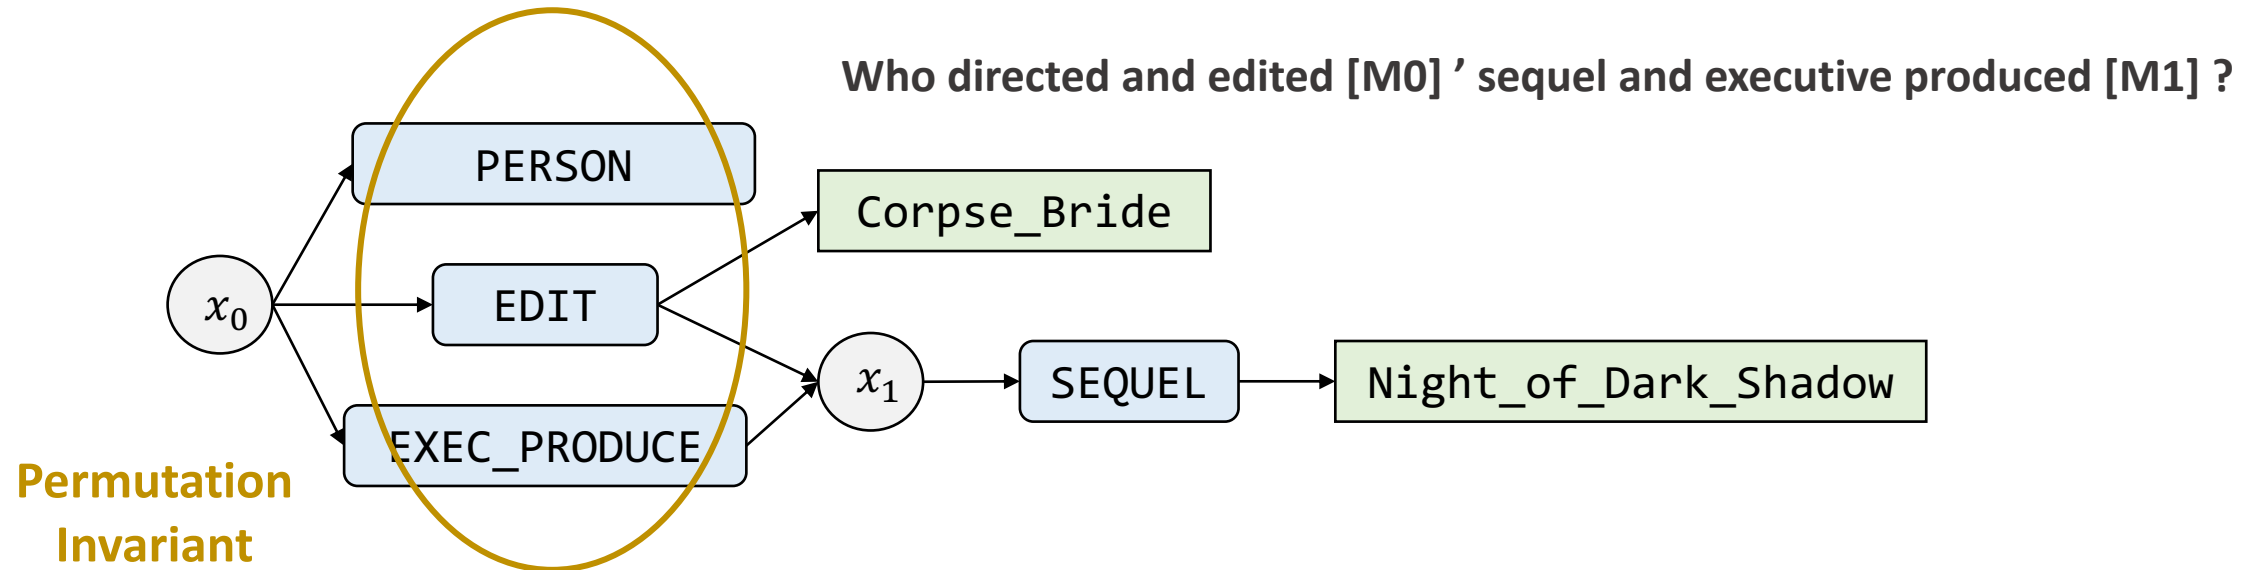 Who directed and edited [M0] ’ sequel and executive produced [M1] ?
PERSON
Corpse_Bride
x₀
EDIT
x₁
SEQUEL
Night_of_Dark_Shadow
EXEC_PRODUCE
Permutation
Invariant